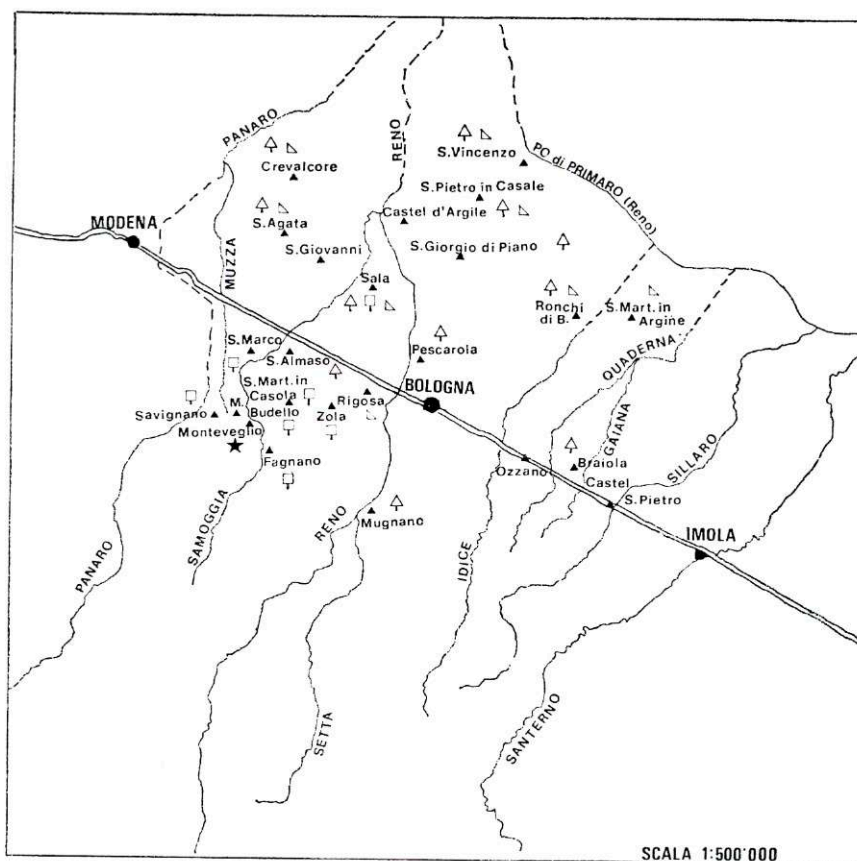 PANARO
RENO
Crevalcore
S.Vincenzo
PO di PRIMARO (Reno)
S.Pietro in Casale
MODENA
S.Agata
Castel d'Argile
MUZZA
S.Giovanni
S.Giorgio di Piano
Sala
Ronchi
di B.
S.Mart. in
Argine
QUADERNA
S.Marco
S.Almaso
Pescarola
S.Mart. in
Casola
BOLOGNA
Savignano
M.
Budello
Zola
Rigosa
GAIANA
Monteveglio
Fagnano
Ozzano
Braiola
SILLARO
Castel
S.Pietro
SAMOGGIA
RENO
Mugnano
IMOLA
PANARO
IDICE
SETTA
SANTERNO
SCALA 1:500'000